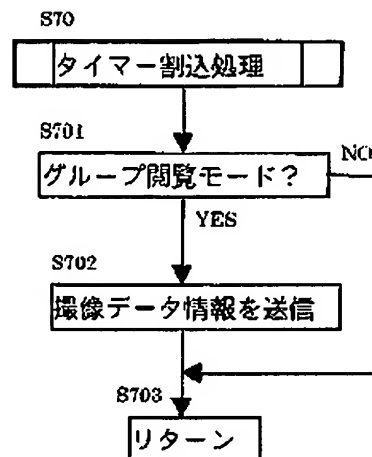 S70
タイマー割込処理
S701
グループ閲覧モード?
NO
YES
S702
撮像データ情報を送信
S703
リターン